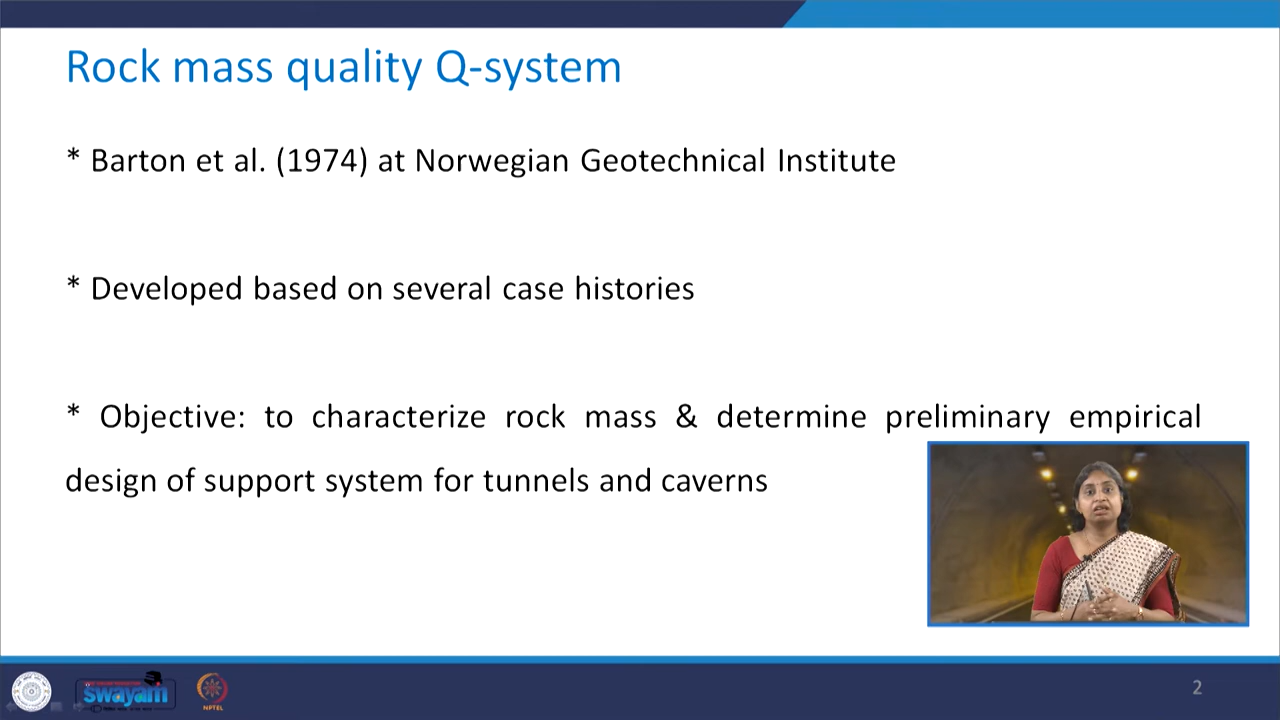 Rock mass quality Q-system
* Barton et al. (1974) at Norwegian Geotechnical Institute
* Developed based on several case histories
* Objective: to characterize rock mass & determine preliminary empirical
design of support system for tunnels and caverns
swayam
NPTEL
2